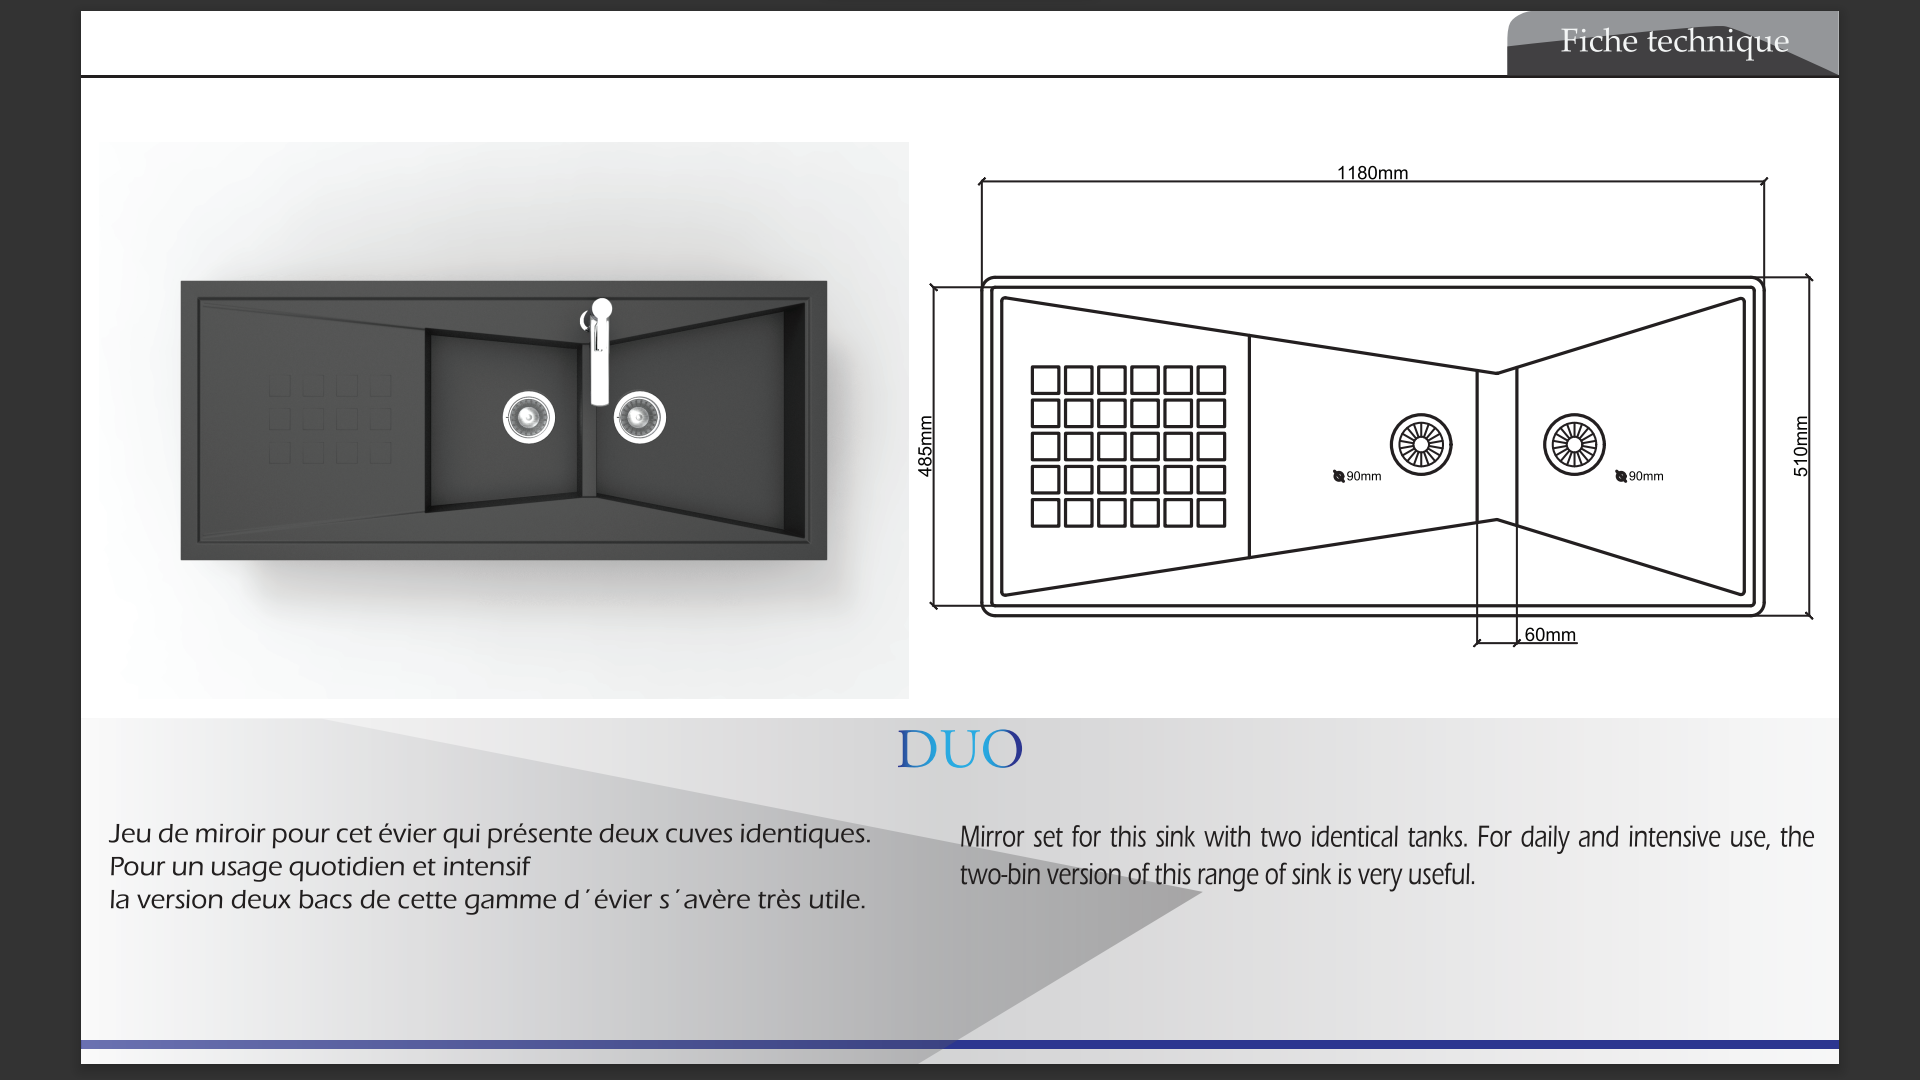 Fiche technique
1180mm
485mm
510mm
90mm
90mm
60mm
DUO
Jeu de miroir pour cet évier qui présente deux cuves identiques.
Pour un usage quotidien et intensif
la version deux bacs de cette gamme d´évier s´avère très utile.
Mirror set for this sink with two identical tanks. For daily and intensive use, the
two-bin version of this range of sink is very useful.